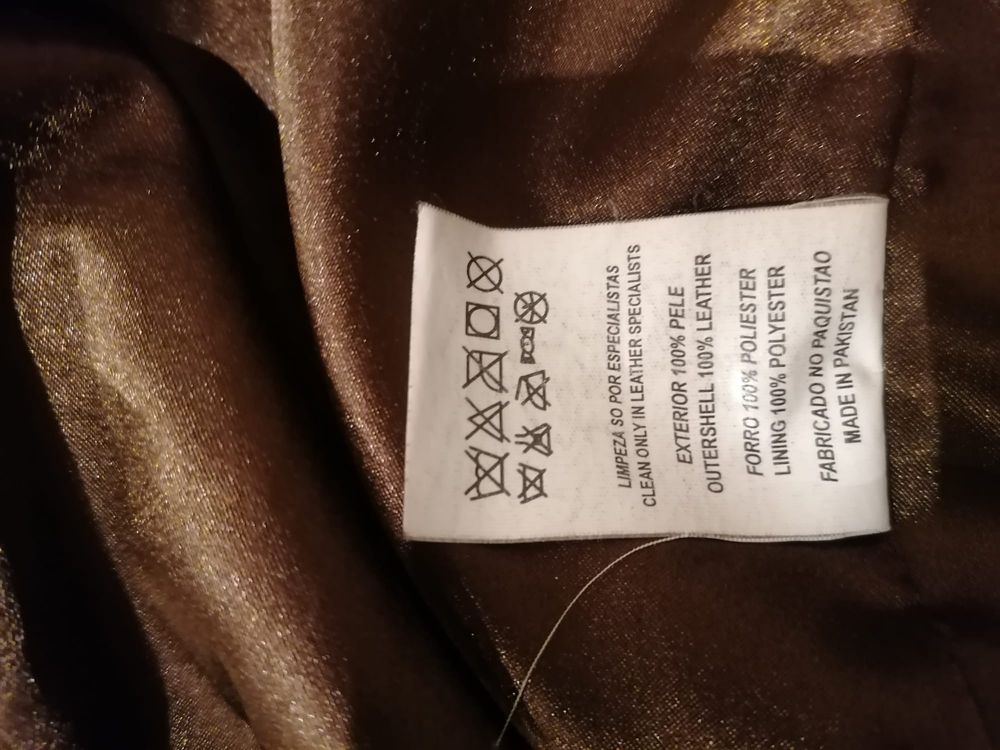 LIMPEZA SO POR ESPECIALISTAS
CLEAN ONLY IN LEATHER SPECIALISTS
EXTERIOR 100% PELE
OUTERSHELL 100% LEATHER
FORRO 100% POLIESTER
LINING 100% POLYESTER
FABRICADO NO PAQUISTAO
MADE IN PAKISTAN